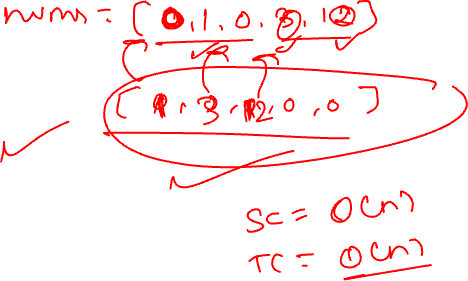 nums = [0, 1, 0, 3, 12]
[1, 3, 12, 0, 0]
SC = O(n)
TC = O(n)